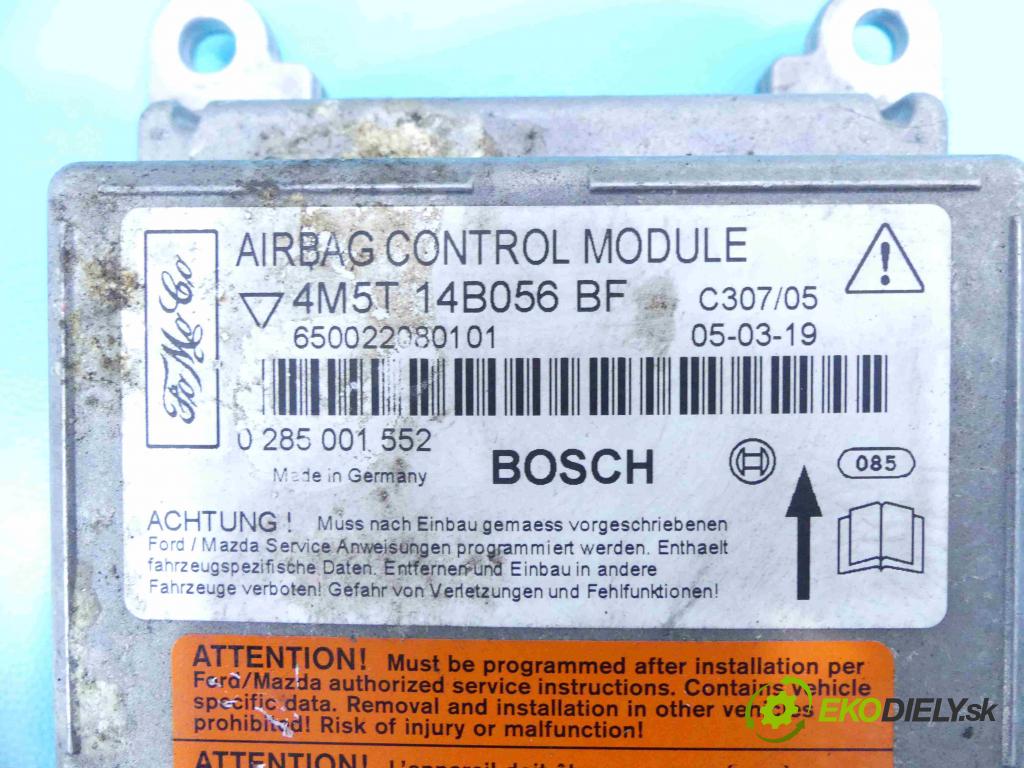 FoMoCo
AIRBAG CONTROL MODULE
4M5T 14B056 BF
C307/05
650022080101
05-03-19
0 285 001 552
Made in Germany
BOSCH
085
ACHTUNG ! Muss nach Einbau gemaess vorgeschriebenen
Ford / Mazda Service Anweisungen programmiert werden. Enthaelt
fahrzeugspezifische Daten. Entfernen und Einbau in andere
Fahrzeuge verboten! Gefahr von Verletzungen und Fehlfunktionen!
ATTENTION! Must be programmed after installation per
Ford/Mazda authorized service instructions. Contains vehicle
specific data. Removal and installation in other vehicles
prohibited! Risk of injury or malfunction!
ATTENTION! L'appareil doit
EKODIELY.sk